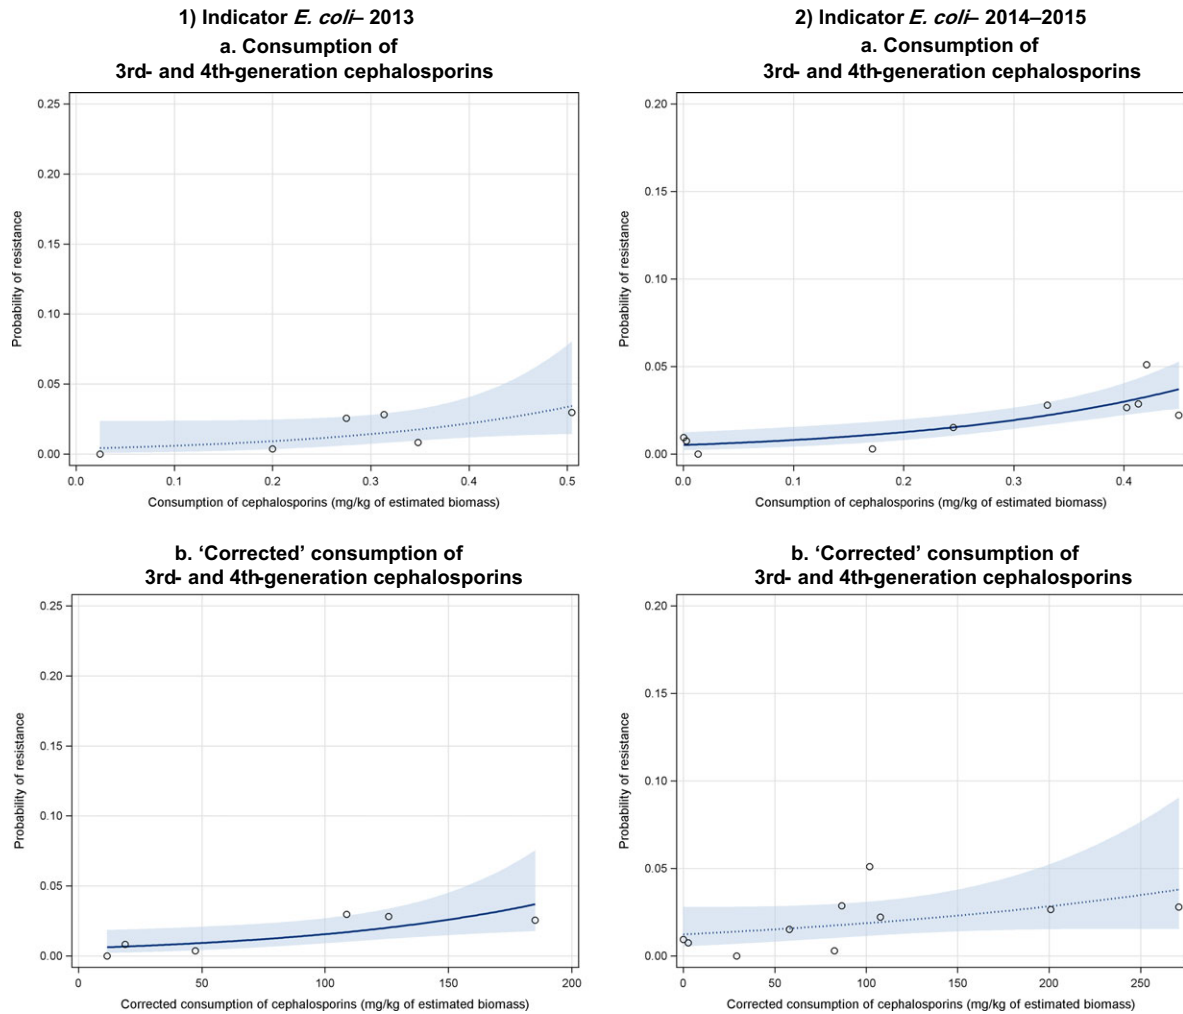 1) Indicator E. coli– 2013
a. Consumption of
3rd- and 4th-generation cephalosporins
0.25
0.20
0.15
0.10
0.05
0.00
Probability of resistance
0.0 0.1 0.2 0.3 0.4 0.5
Consumption of cephalosporins (mg/kg of estimated biomass)
2) Indicator E. coli– 2014–2015
a. Consumption of
3rd- and 4th-generation cephalosporins
0.20
0.15
0.10
0.05
0.00
Probability of resistance
0.0 0.1 0.2 0.3 0.4
Consumption of cephalosporins (mg/kg of estimated biomass)
b. ‘Corrected’ consumption of
3rd- and 4th-generation cephalosporins
0.25
0.20
0.15
0.10
0.05
0.00
Probability of resistance
0 50 100 150 200
Corrected consumption of cephalosporins (mg/kg of estimated biomass)
b. ‘Corrected’ consumption of
3rd- and 4th-generation cephalosporins
0.20
0.15
0.10
0.05
0.00
Probability of resistance
0 50 100 150 200 250
Corrected consumption of cephalosporins (mg/kg of estimated biomass)